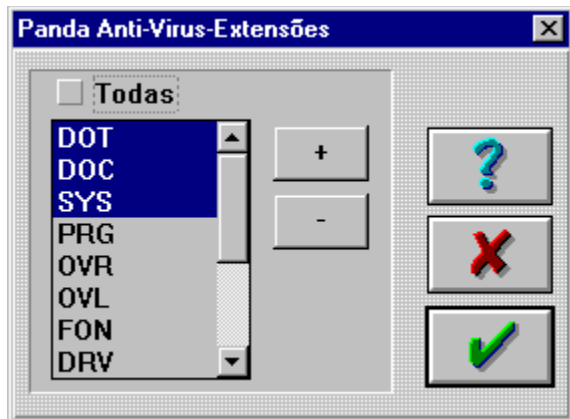 Panda Anti-Virus-Extensões
Todas
DOT
DOC
SYS
PRG
OVR
OVL
FON
DRV
+
-
?